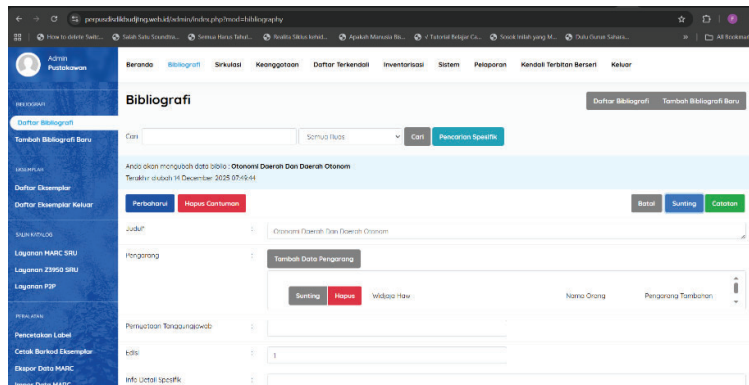 perpusdisdikbudjtng.web.id/admin/index.php?mod=bibliography
How to delete Switc...
Salah Satu Soundtra...
Semua Harus Tahu!...
Realita Siklus
Apakah Manusia Bis...
√ Tutorial Belajar Ca...
Sosok Inilah yang M...
Dulu Gurun Sahara...
»
All Bookmar
Admin
Pustakawan
Beranda Bibliografi Sirkulasi Keanggotaan Daftar Terkendali Inventarisasi Sistem Pelaporan Kendali Terbitan Berseri Keluar
BIBLIOGRAFI
Daftar Bibliografi
Tambah Bibliografi Baru
EKSEMPLAR
Daftar Eksemplar
Daftar Eksemplar Keluar
SALIN KATALOG
Layanan MARC SRU
Layanan Z3950 SRU
Layanan P2P
PERALATAN
Pencetakan Label
Cetak Barkod Eksemplar
Ekspor Data MARC
Impor Data MARC
Bibliografi
Daftar Bibliografi Tambah Bibliografi Baru
Cari Semua Ruas Cari Pencarian Spesifik
Anda akan mengubah data biblio : Otonomi Daerah Dan Daerah Otonom
Terakhir diubah 14 December 2025 07:49:44
Perbaharui Hapus Cantuman Batal Sunting Catatan
Judul* : Otonomi Daerah Dan Daerah Otonom
Pengarang : Tambah Data Pengarang
Sunting Hapus Widjaja Haw Nama Orang Pengarang Tambahan
Pernyataan Tanggungjawab :
Edisi : 1
Info Detail Spesifik :